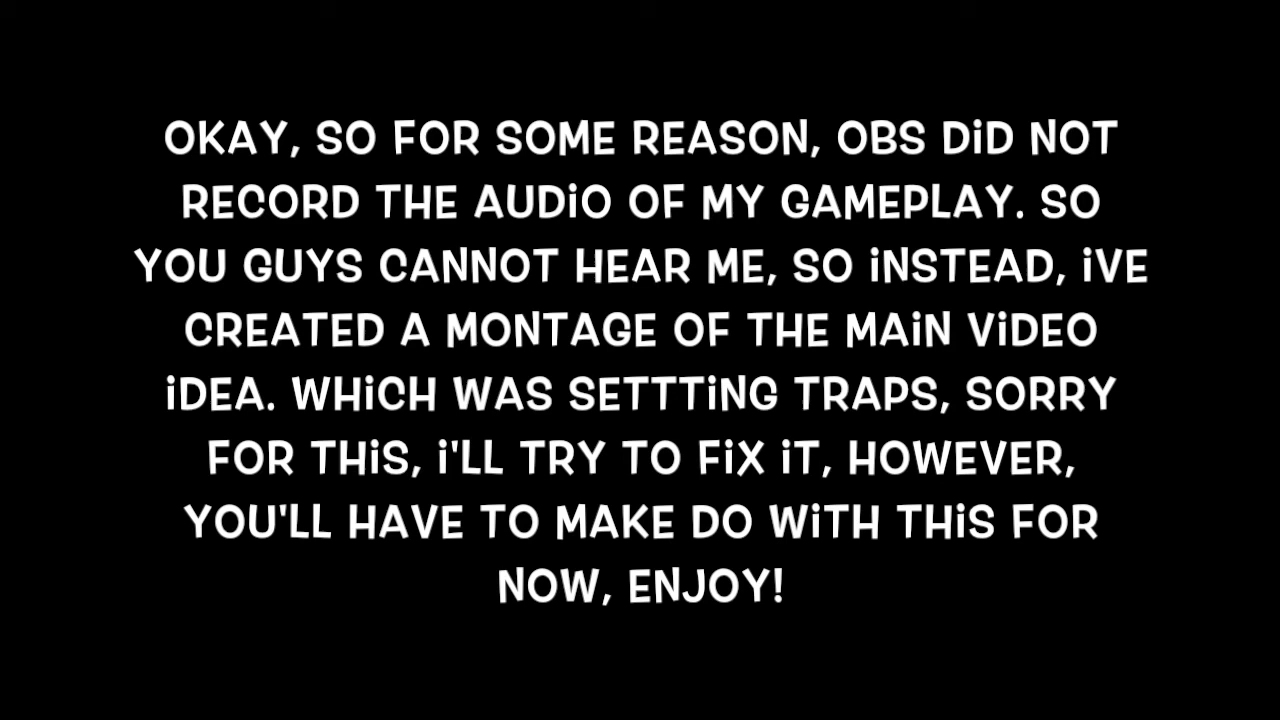 OKAY, SO FOR SOME REASON, OBS DiD NOT
RECORD THE AUDiO OF MY GAMEPLAY. SO
YOU GUYS CANNOT HEAR ME, SO iNSTEAD, iVE
CREATED A MONTAGE OF THE MAiN ViDEO
iDEA. WHiCH WAS SETTTiNG TRAPS, SORRY
FOR THiS, i'LL TRY TO FiX iT, HOWEVER,
YOU'LL HAVE TO MAKE DO WiTH THiS FOR
NOW, ENJOY!